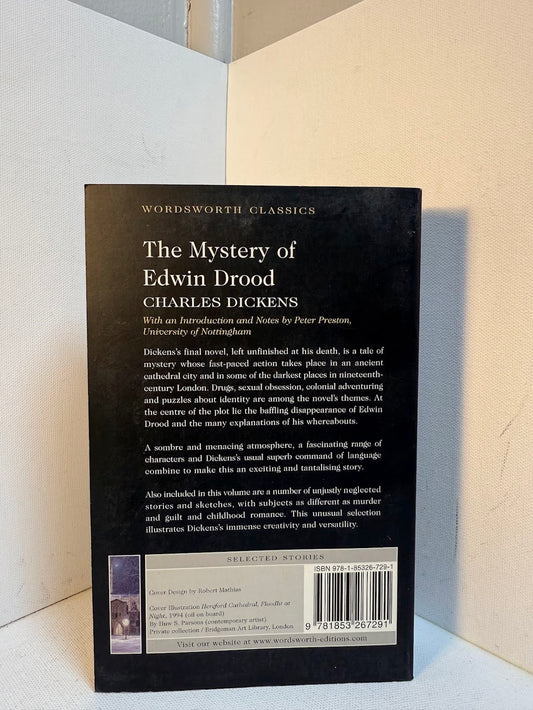 WORDSWORTH CLASSICS
The Mystery of
Edwin Drood
CHARLES DICKENS
With an Introduction and Notes by Peter Preston,
University of Nottingham
Dickens's final novel, left unfinished at his death, is a tale of
mystery whose fast-paced action takes place in an ancient
cathedral city and in some of the darkest places in nineteenth-
century London. Drugs, sexual obsession, colonial adventuring
and puzzles about identity are among the novel's themes. At
the centre of the plot lie the baffling disappearance of Edwin
Drood and the many explanations of his whereabouts.
A sombre and menacing atmosphere, a fascinating range of
characters and Dickens's usual superb command of language
combine to make this an exciting and tantalising story.
Also included in this volume are a number of unjustly neglected
stories and sketches, with subjects as different as murder
and guilt and childhood romance. This unusual selection
illustrates Dickens's immense creativity and versatility.
SELECTED STORIES
ISBN 978-1-85326-729-1
Cover Design by Robert Mathias
Cover Illustration Hereford Cathedral, Floodlit at
Night, 1994 (oil on board)
By Huw S. Parsons (contemporary artist)
Private collection / Bridgeman Art Library, London
9 781853 267291
Visit our website at www.wordsworth-editions.com